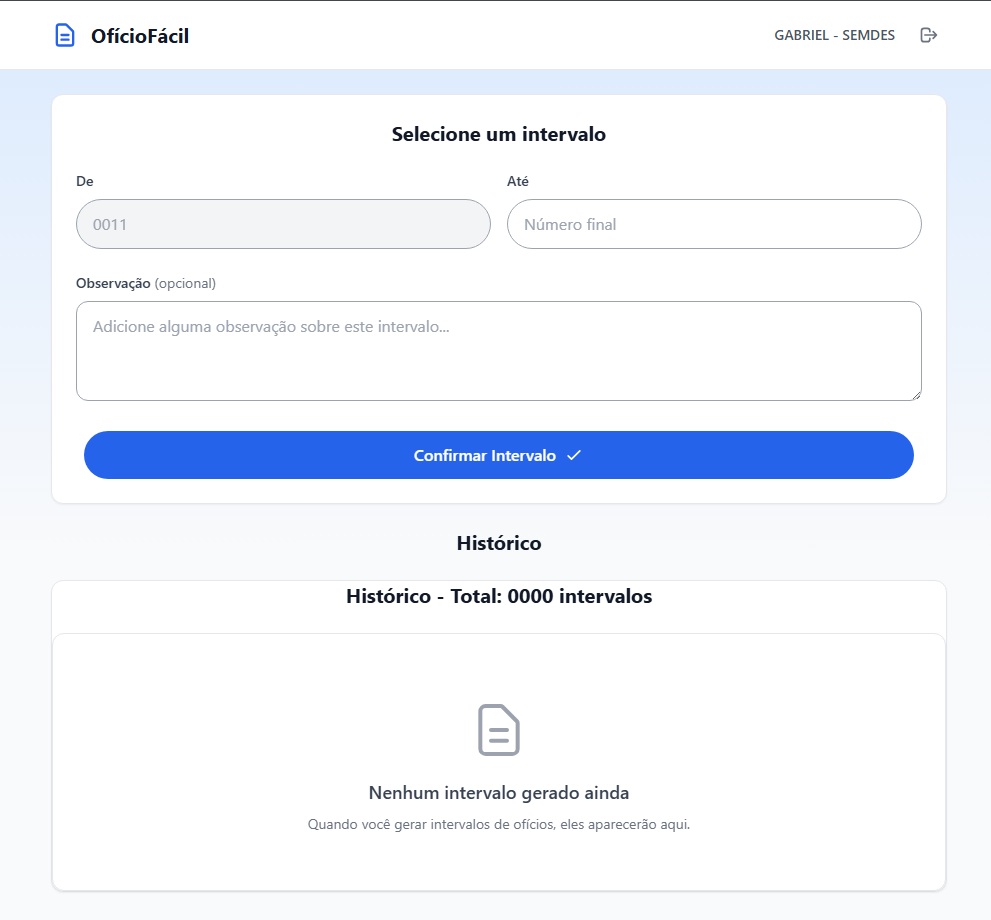 OfícioFácil
GABRIEL - SEMDES
Selecione um intervalo
De
Até
0011
Número final
Observação (opcional)
Adicione alguma observação sobre este intervalo...
Confirmar Intervalo
Histórico
Histórico - Total: 0000 intervalos
Nenhum intervalo gerado ainda
Quando você gerar intervalos de ofícios, eles aparecerão aqui.